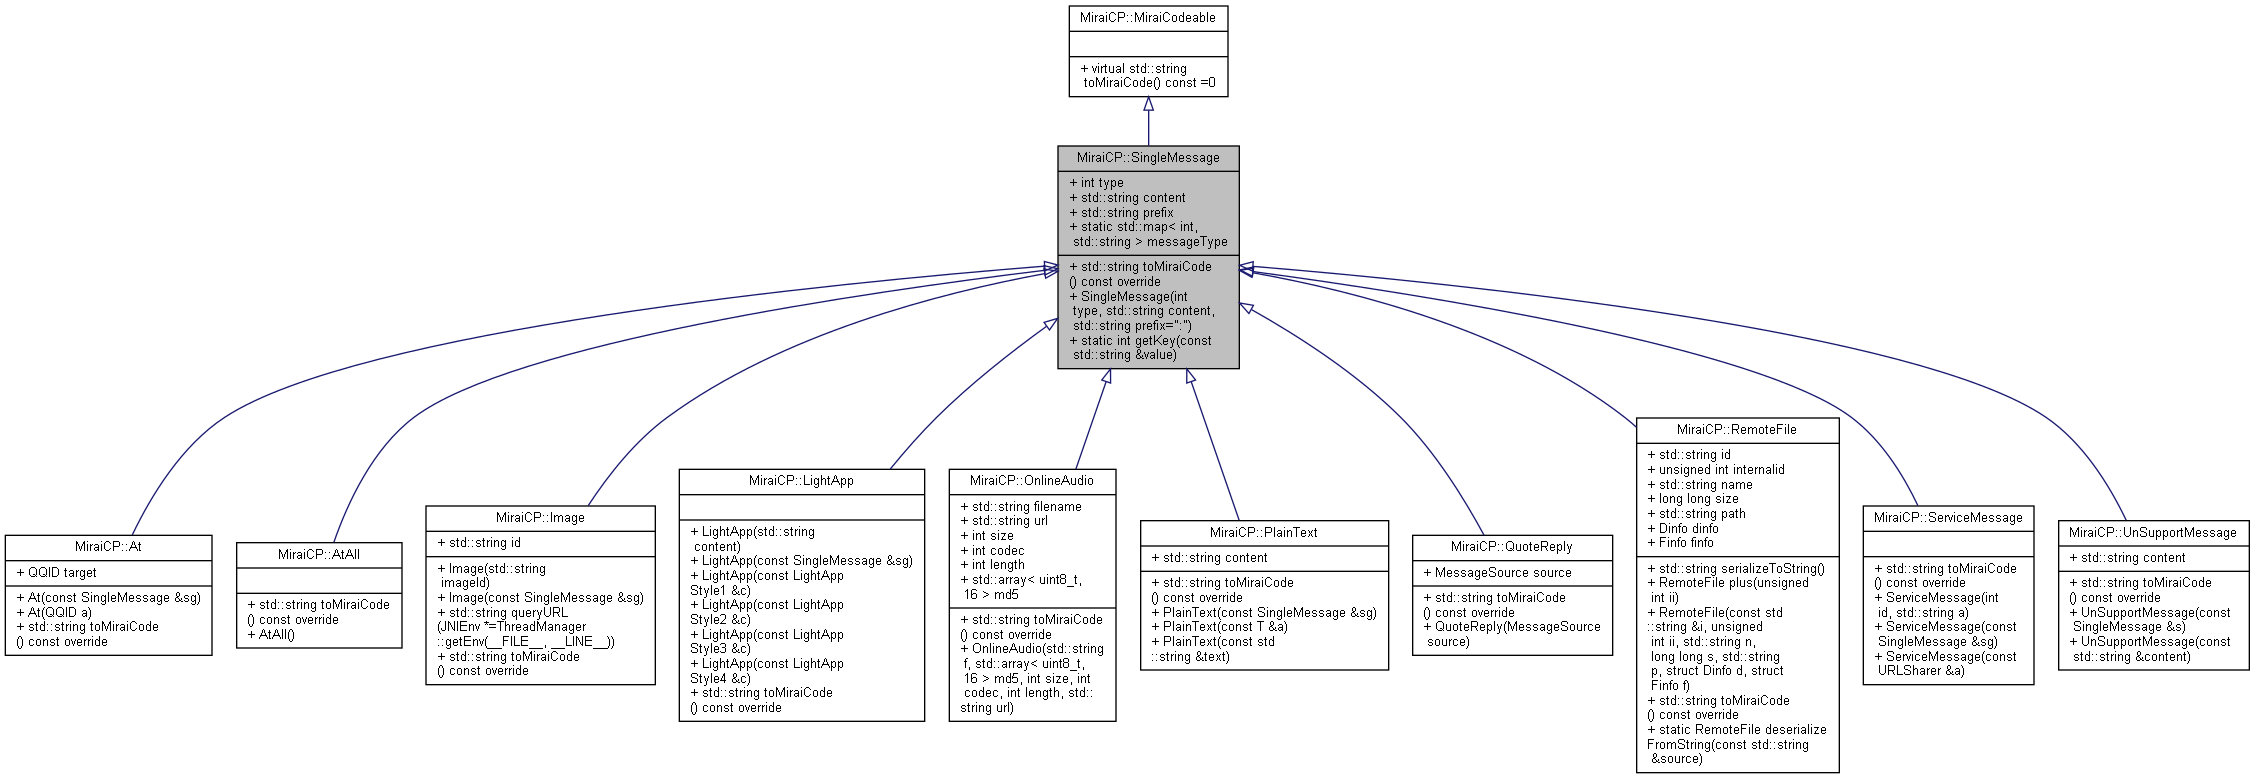 MiraiCP::MiraiCodeable
+ virtual std::string
toMiraiCode() const =0
MiraiCP::SingleMessage
+ int type
+ std::string content
+ std::string prefix
+ static std::map< int,
std::string > messageType
+ std::string toMiraiCode
() const override
+ SingleMessage(int
type, std::string content,
std::string prefix=":")
+ static int getKey(const
std::string &value)
MiraiCP::At
+ QQID target
+ At(const SingleMessage &sg)
+ At(QQID a)
+ std::string toMiraiCode
() const override
MiraiCP::AtAll
+ std::string toMiraiCode
() const override
+ AtAll()
MiraiCP::Image
+ std::string id
+ Image(std::string
imageId)
+ Image(const SingleMessage &sg)
+ std::string queryURL
(JNIEnv *=ThreadManager
::getEnv(__FILE__, __LINE__))
+ std::string toMiraiCode
() const override
MiraiCP::LightApp
+ LightApp(std::string
content)
+ LightApp(const SingleMessage &sg)
+ LightApp(const LightApp
Style1 &c)
+ LightApp(const LightApp
Style2 &c)
+ LightApp(const LightApp
Style3 &c)
+ LightApp(const LightApp
Style4 &c)
+ std::string toMiraiCode
() const override
MiraiCP::OnlineAudio
+ std::string filename
+ std::string url
+ int size
+ int codec
+ int length
+ std::array< uint8_t,
16 > md5
+ std::string toMiraiCode
() const override
+ OnlineAudio(std::string
f, std::array< uint8_t,
16 > md5, int size, int
codec, int length, std::
string url)
MiraiCP::PlainText
+ std::string content
+ std::string toMiraiCode
() const override
+ PlainText(const SingleMessage &sg)
+ PlainText(const T &a)
+ PlainText(const std
::string &text)
MiraiCP::QuoteReply
+ MessageSource source
+ std::string toMiraiCode
() const override
+ QuoteReply(MessageSource
source)
MiraiCP::RemoteFile
+ std::string id
+ unsigned int internalid
+ std::string name
+ long long size
+ std::string path
+ Dinfo dinfo
+ Finfo finfo
+ std::string serializeToString()
+ RemoteFile plus(unsigned
int ii)
+ RemoteFile(const std
::string &i, unsigned
int ii, std::string n,
long long s, std::string
p, struct Dinfo d, struct
Finfo f)
+ std::string toMiraiCode
() const override
+ static RemoteFile deserialize
FromString(const std::string
&source)
MiraiCP::ServiceMessage
+ std::string toMiraiCode
() const override
+ ServiceMessage(int
id, std::string a)
+ ServiceMessage(const
SingleMessage &sg)
+ ServiceMessage(const
URLSharer &a)
MiraiCP::UnSupportMessage
+ std::string content
+ std::string toMiraiCode
() const override
+ UnSupportMessage(const
SingleMessage &s)
+ UnSupportMessage(const
std::string &content)